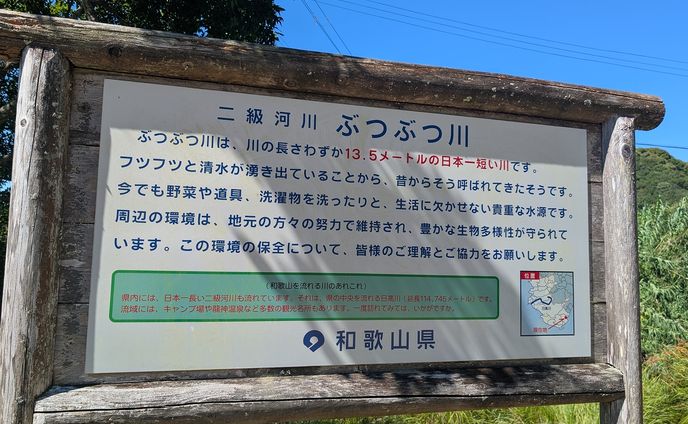 二級河川 ぶつぶつ川
ぶつぶつ川は、川の長さわずか13.5メートルの日本一短い川です。
フツフツと清水が湧き出ていることから、昔からそう呼ばれてきたそうです。
今でも野菜や道具、洗濯物を洗ったりと、生活に欠かせない貴重な水源です。
周辺の環境は、地元の方々の努力で維持され、豊かな生物多様性が守られて
います。この環境の保全について、皆様のご理解とご協力をお願いします。
(和歌山を流れる川のあれこれ)
県内には、日本一長い二級河川も流れています。それは、県の中央を流れる日高川(延長114,745メートル)です。
流域には、キャンプ場や龍神温泉など多数の観光名所もあります。一度訪れてみては、いかがですか。
位置
現在地
和歌山県